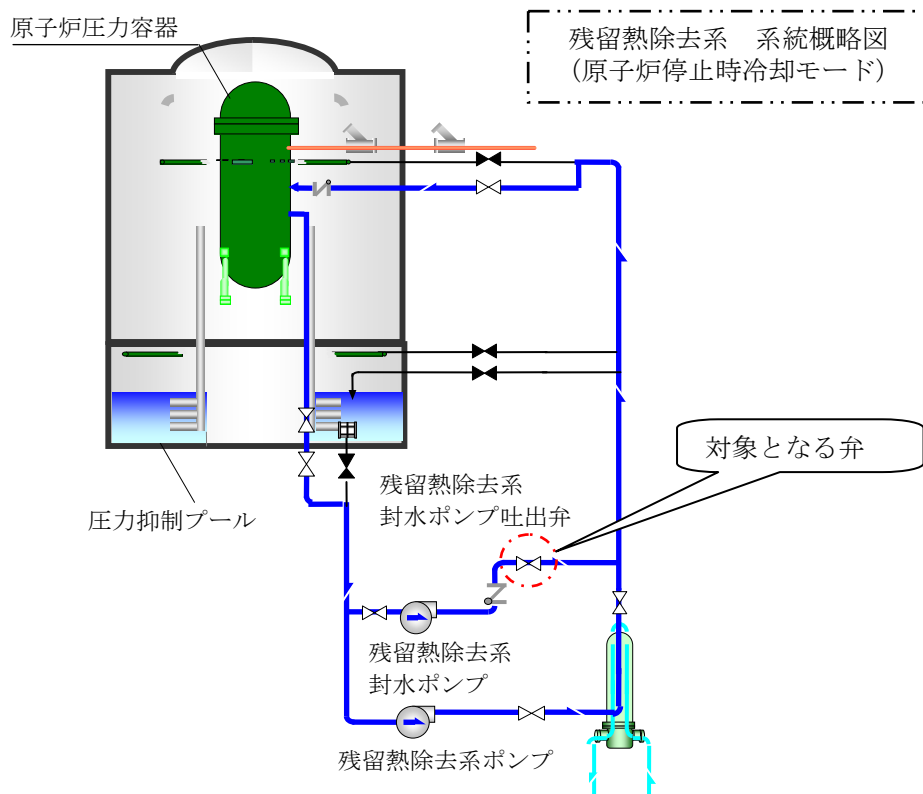 原子炉圧力容器
残留熱除去系　系統概略図
（原子炉停止時冷却モード）
対象となる弁
残留熱除去系
封水ポンプ吐出弁
圧力抑制プール
残留熱除去系
封水ポンプ
残留熱除去系ポンプ